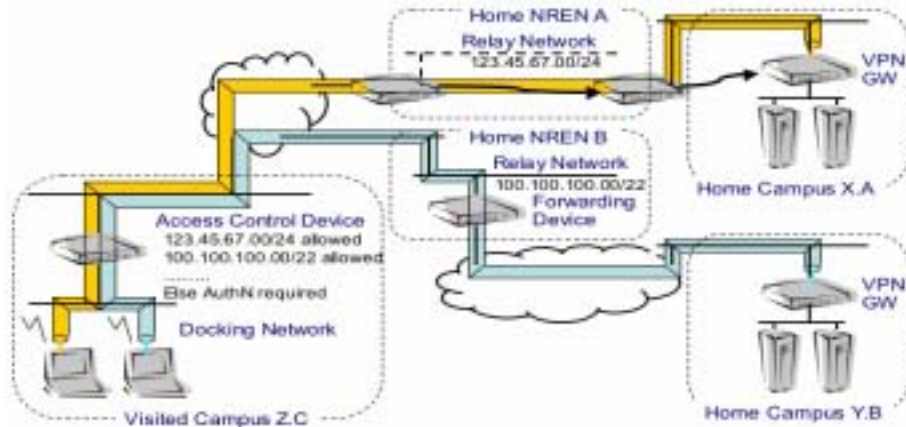 Home NREN A
Relay Network
123.45.67.00/24
VPN
GW
Home Campus X.A
Home NREN B
Relay Network
100.100.100.00/22
Forwarding
Device
Access Control Device
123.45.67.00/24 allowed
100.100.100.00/22 allowed
.........
Else AuthN required
Docking Network
Visited Campus Z.C
VPN
GW
Home Campus Y.B